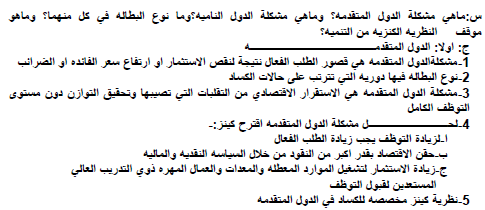 س:ماهي مشكلة الدول المتقدمه؟ وماهي مشكلة الدول الناميه؟وما نوع البطاله في كل منهما؟ وماهو
موقف النظريه الكنزيه من التنميه؟
ج: اولا: الدول المتقدمـــــــــــــــــــــه
1-مشكلةالدول المتقدمه هي قصور الطلب الفعال نتيجة لنقص الاستثمار او ارتفاع سعر الفائده او الضرائب
2-نوع البطاله فيها دوريه التي تترتب على حالات الكساد
3-مشكلة الدول المتقدمه هي الاستقرار الاقتصادي من التقلبات التي تصيبها وتحقيق التوازن دون مستوى
التوظف الكامل
4-لحـــــــــــــــــــل مشكلة الدول المتقدمه اقترح كينز:-
ا-لزيادة التوظف يجب زيادة الطلب الفعال
ب-حقن الاقتصاد بقدر اكبر من النقود من خلال السياسه النقديه والماليه
ج-زيادة الاستثمار لتشغيل الموارد المعطله والمعدات والعمال المهره ذوي التدريب العالي
المستعدين لقبول التوظف
5-نظرية كينز مخصصه للكساد في الدول المتقدمه